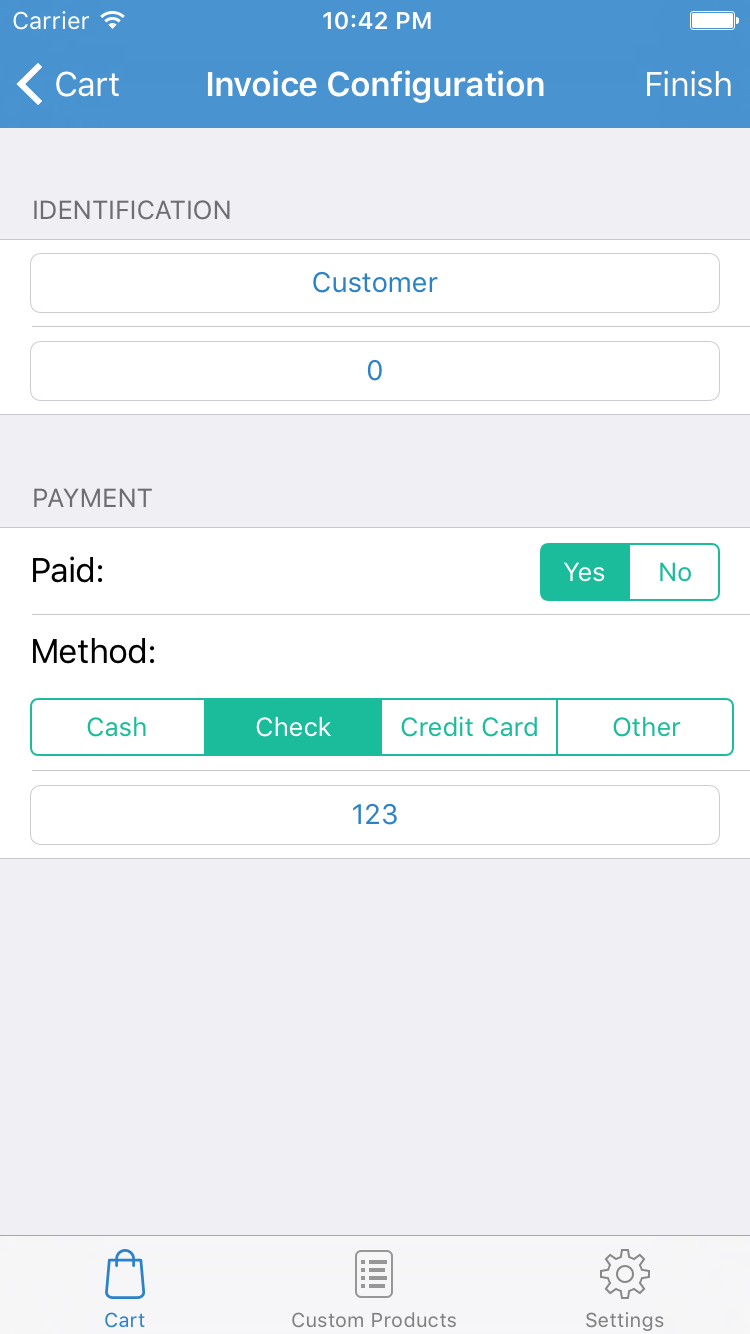 Carrier 10:42 PM
Cart Invoice Configuration Finish
IDENTIFICATION
Customer
0
PAYMENT
Paid: Yes No
Method:
Cash Check Credit Card Other
123
Cart Custom Products Settings